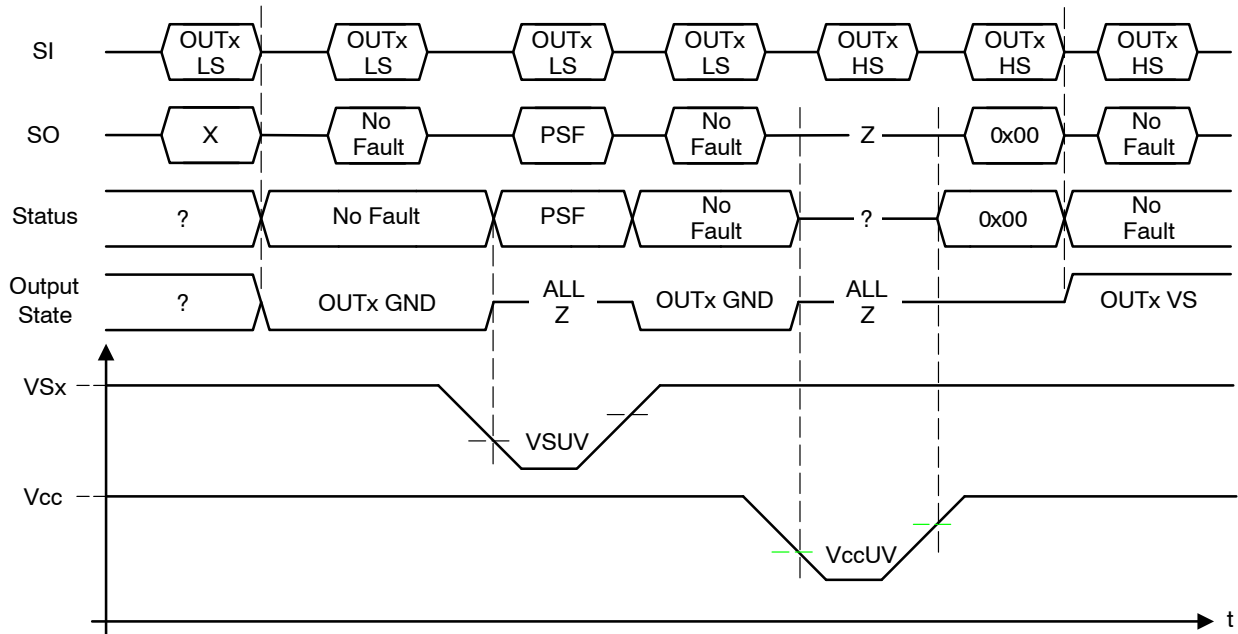 SI
OUTx
LS
OUTx
LS
OUTx
LS
OUTx
LS
OUTx
HS
OUTx
HS
OUTx
HS
SO
X
No
Fault
PSF
No
Fault
Z
0x00
No
Fault
Status
?
No Fault
PSF
No
Fault
?
0x00
No
Fault
Output
State
?
OUTx GND
ALL
Z
OUTx GND
ALL
Z
OUTx VS
VSx
VSUV
Vcc
VccUV
t